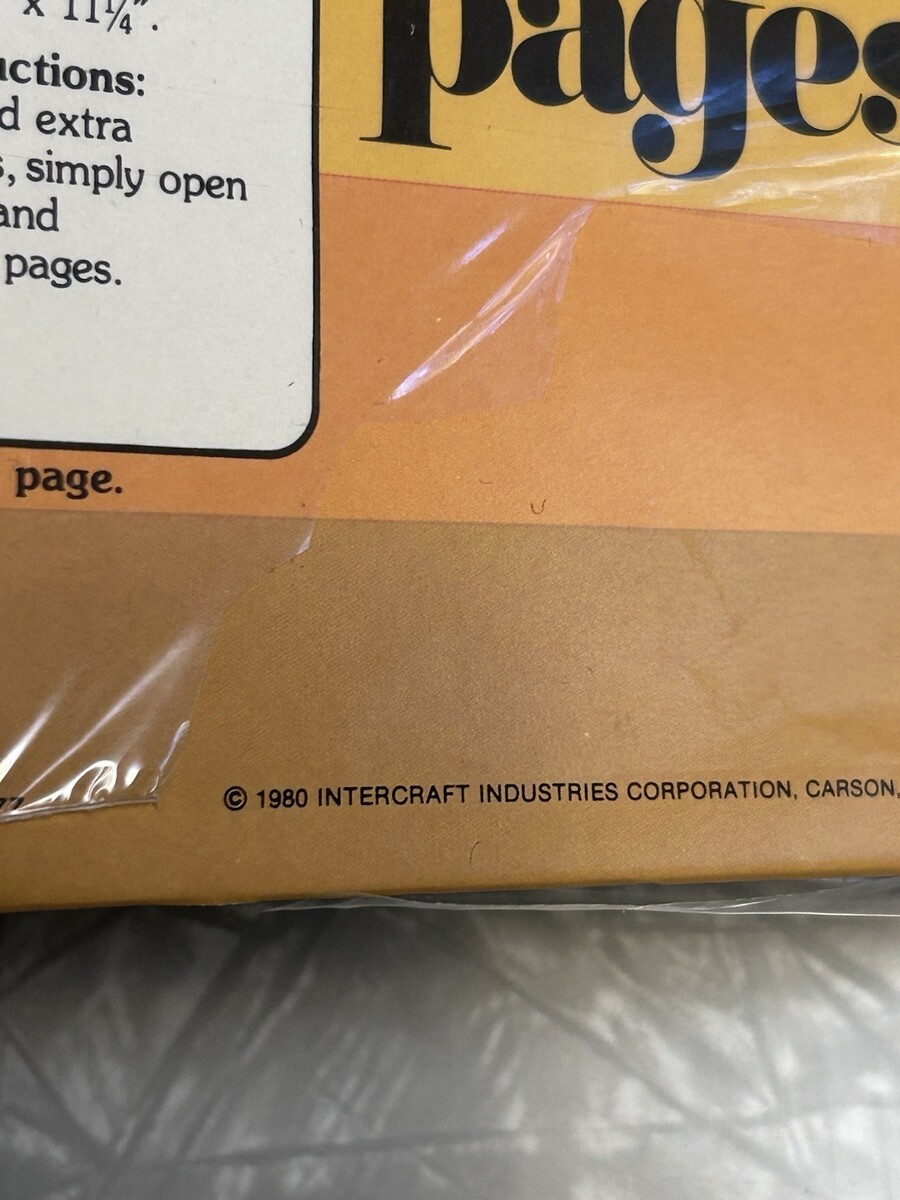 x 11¼".
pages
uctions:
d extra
s, simply open
and
pages.
page.
© 1980 INTERCRAFT INDUSTRIES CORPORATION, CARSON,